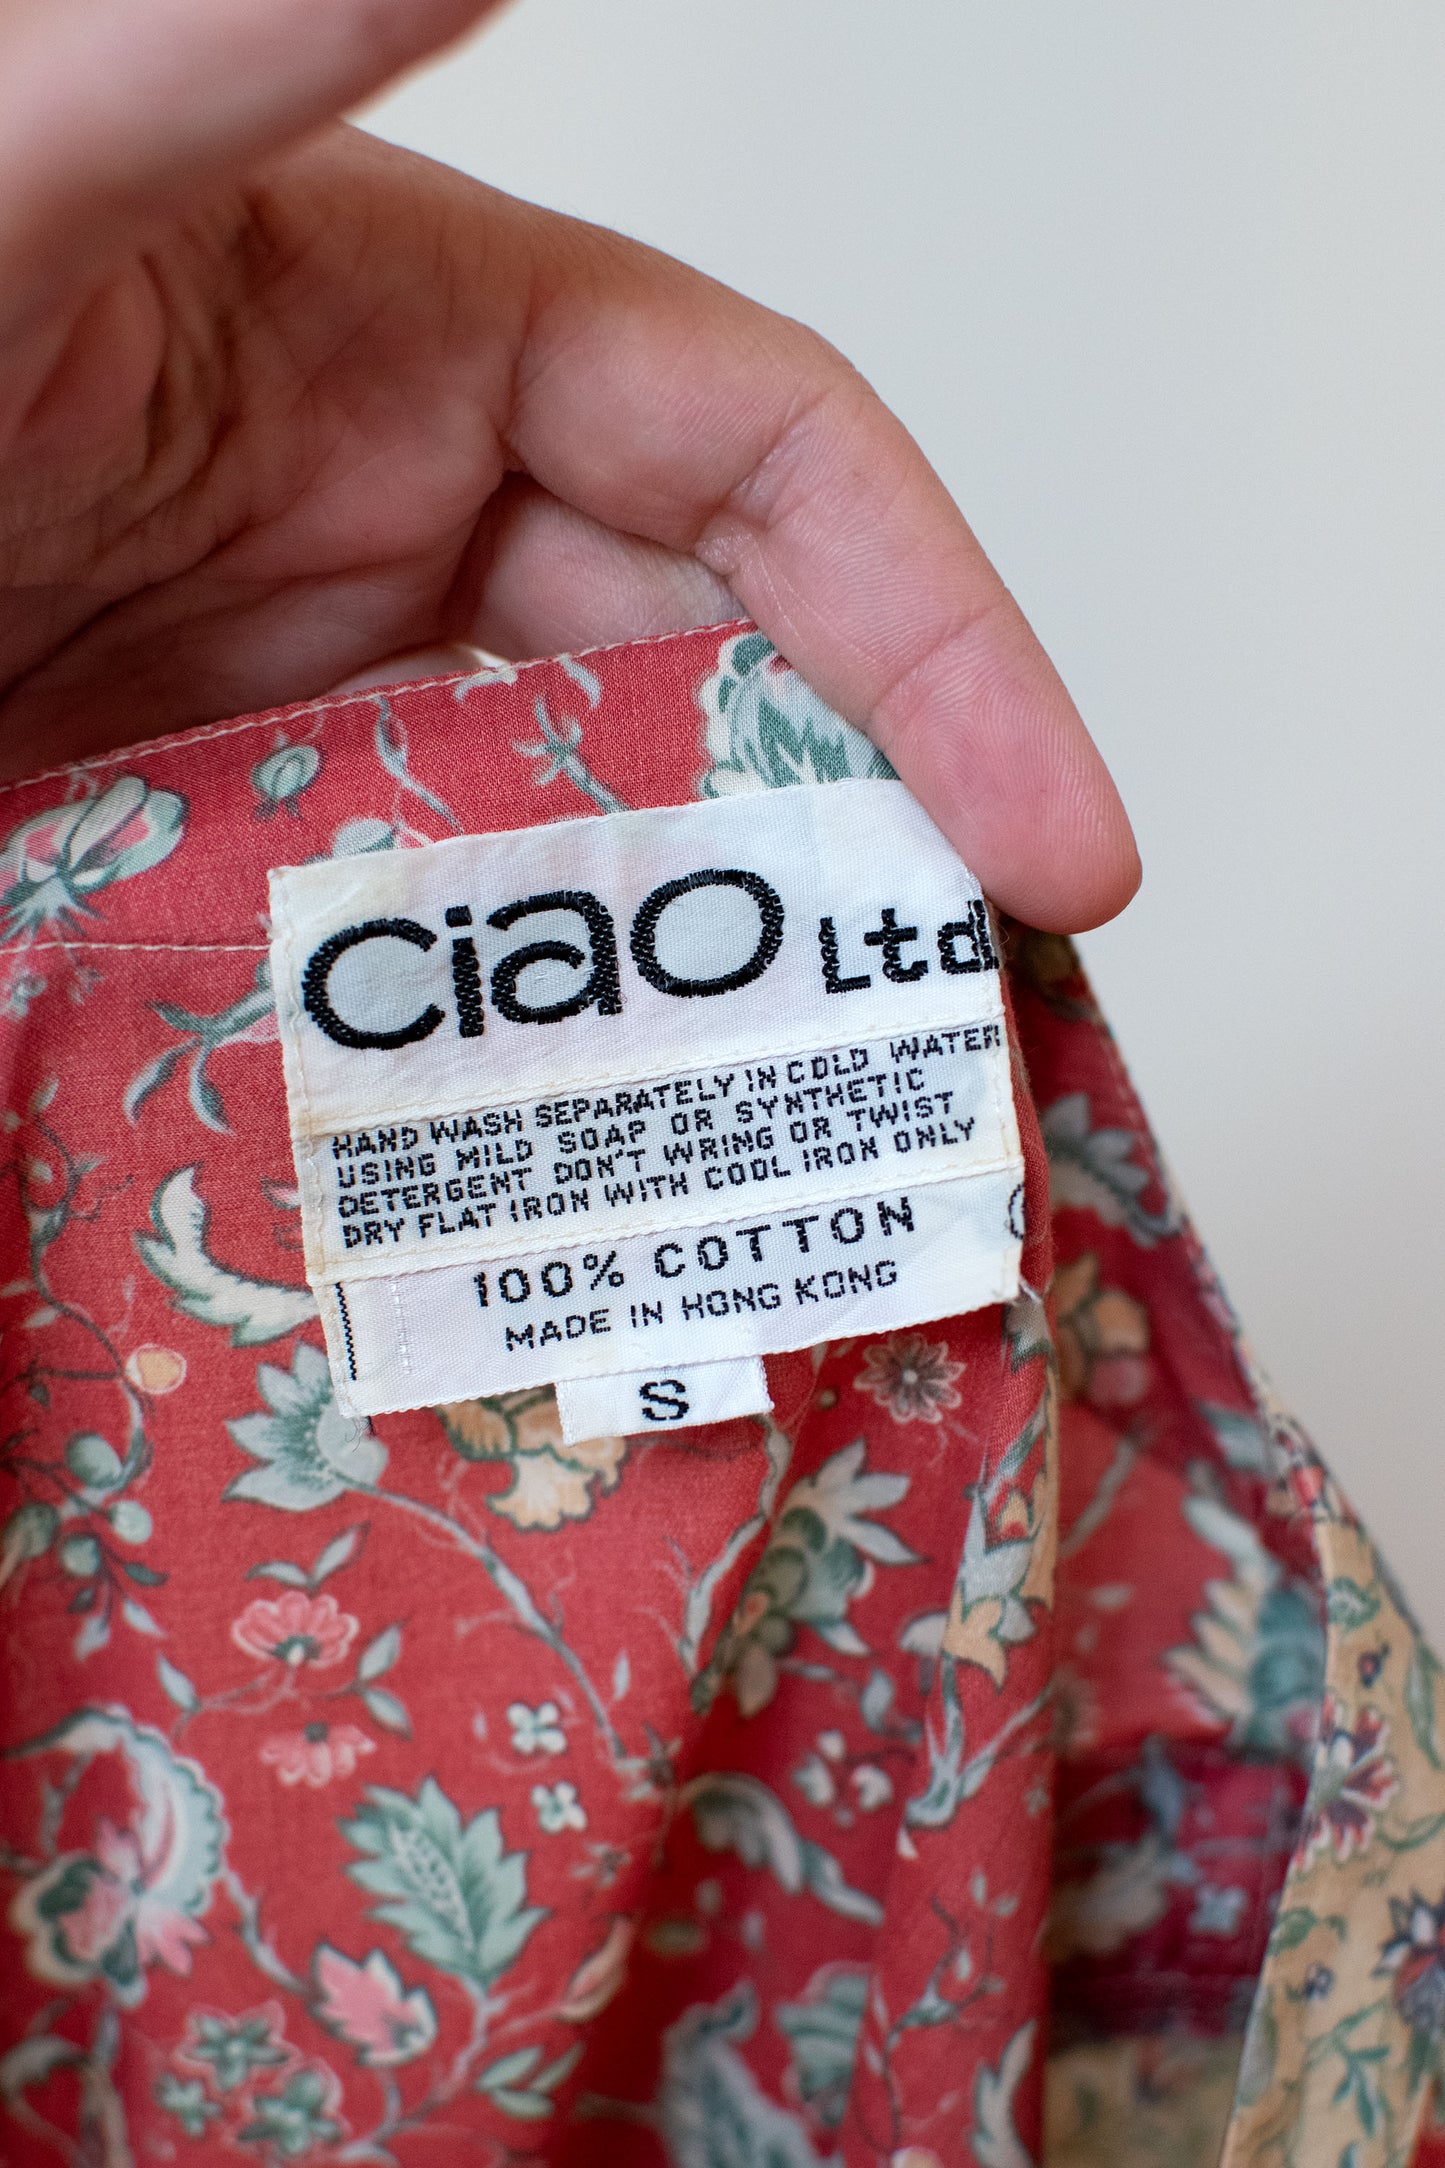 ciao Ltd.
HAND WASH SEPARATELY IN COLD WATER
USING MILD SOAP OR SYNTHETIC
DETERGENT DON'T WRING OR TWIST
DRY FLAT IRON WITH COOL IRON ONLY
100% COTTON
MADE IN HONG KONG
S